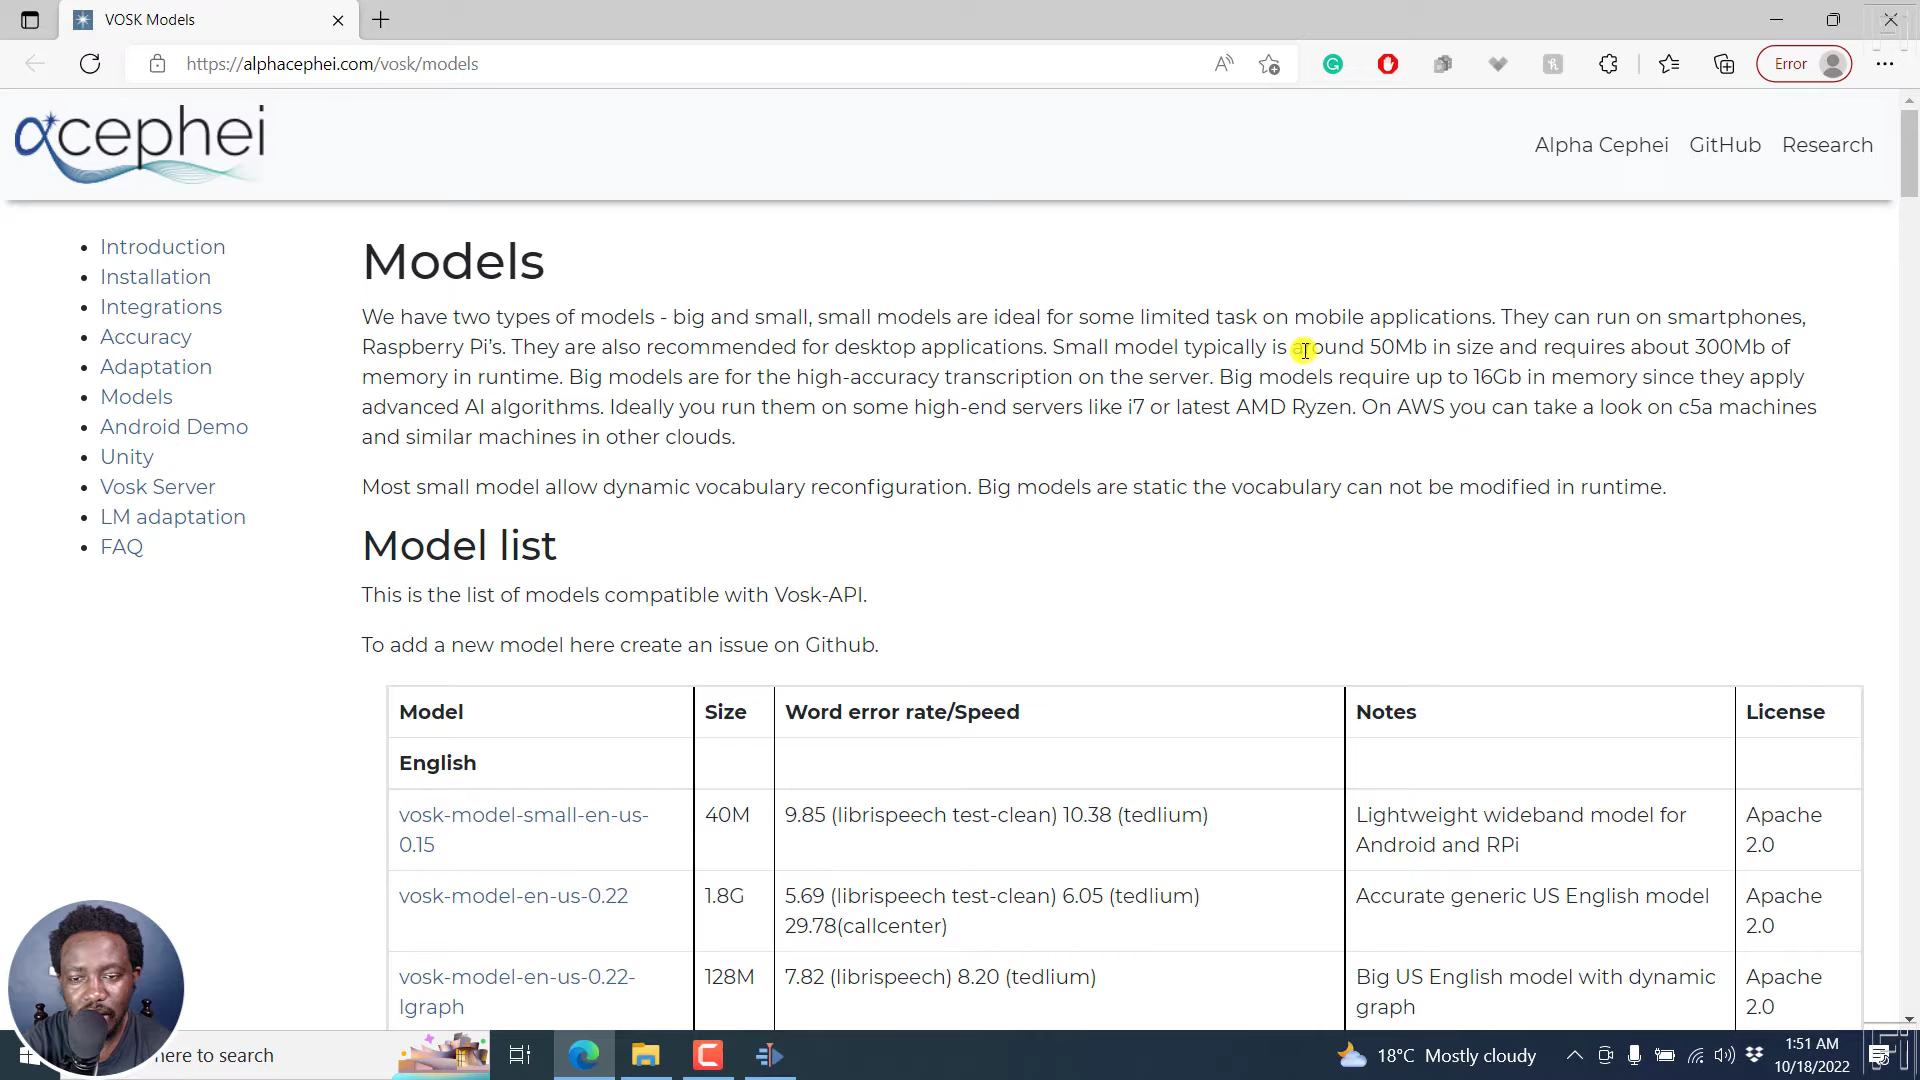 VOSK Models
https://alphacephei.com/vosk/models
Error
αcephei
Alpha Cephei GitHub Research
Introduction
Installation
Integrations
Accuracy
Adaptation
Models
Android Demo
Unity
Vosk Server
LM adaptation
FAQ
Models
We have two types of models - big and small, small models are ideal for some limited task on mobile applications. They can run on smartphones,
Raspberry Pi's. They are also recommended for desktop applications. Small model typically is around 50Mb in size and requires about 300Mb of
memory in runtime. Big models are for the high-accuracy transcription on the server. Big models require up to 16Gb in memory since they apply
advanced AI algorithms. Ideally you run them on some high-end servers like i7 or latest AMD Ryzen. On AWS you can take a look on c5a machines
and similar machines in other clouds.
Most small model allow dynamic vocabulary reconfiguration. Big models are static the vocabulary can not be modified in runtime.
Model list
This is the list of models compatible with Vosk-API.
To add a new model here create an issue on Github.
Model Size Word error rate/Speed Notes License
English
vosk-model-small-en-us- 40M 9.85 (librispeech test-clean) 10.38 (tedlium) Lightweight wideband model for Apache
0.15 Android and RPi 2.0
vosk-model-en-us-0.22 1.8G 5.69 (librispeech test-clean) 6.05 (tedlium) Accurate generic US English model Apache
29.78(callcenter) 2.0
vosk-model-en-us-0.22- 128M 7.82 (librispeech) 8.20 (tedlium) Big US English model with dynamic Apache
lgraph graph 2.0
here to search
18°C Mostly cloudy
1:51 AM
10/18/2022